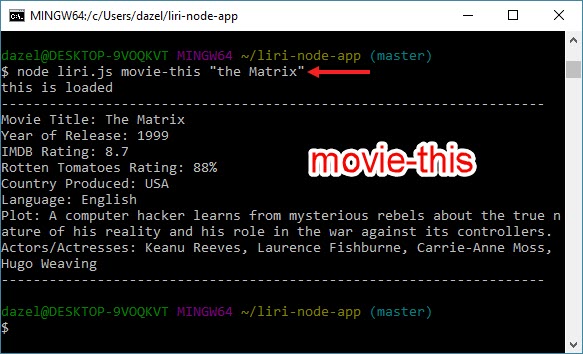 MINGW64:/c/Users/dazel/liri-node-app
dazel@DESKTOP-9VOQKVT MINGW64 ~/liri-node-app (master)
$ node liri.js movie-this "the Matrix"
this is loaded
--------------------------------------------------------------------
Movie Title: The Matrix
Year of Release: 1999
IMDB Rating: 8.7
Rotten Tomatoes Rating: 88%
Country Produced: USA
Language: English
movie-this
Plot: A computer hacker learns from mysterious rebels about the true n
ature of his reality and his role in the war against its controllers.
Actors/Actresses: Keanu Reeves, Laurence Fishburne, Carrie-Anne Moss,
Hugo Weaving
--------------------------------------------------------------------
dazel@DESKTOP-9VOQKVT MINGW64 ~/liri-node-app (master)
$